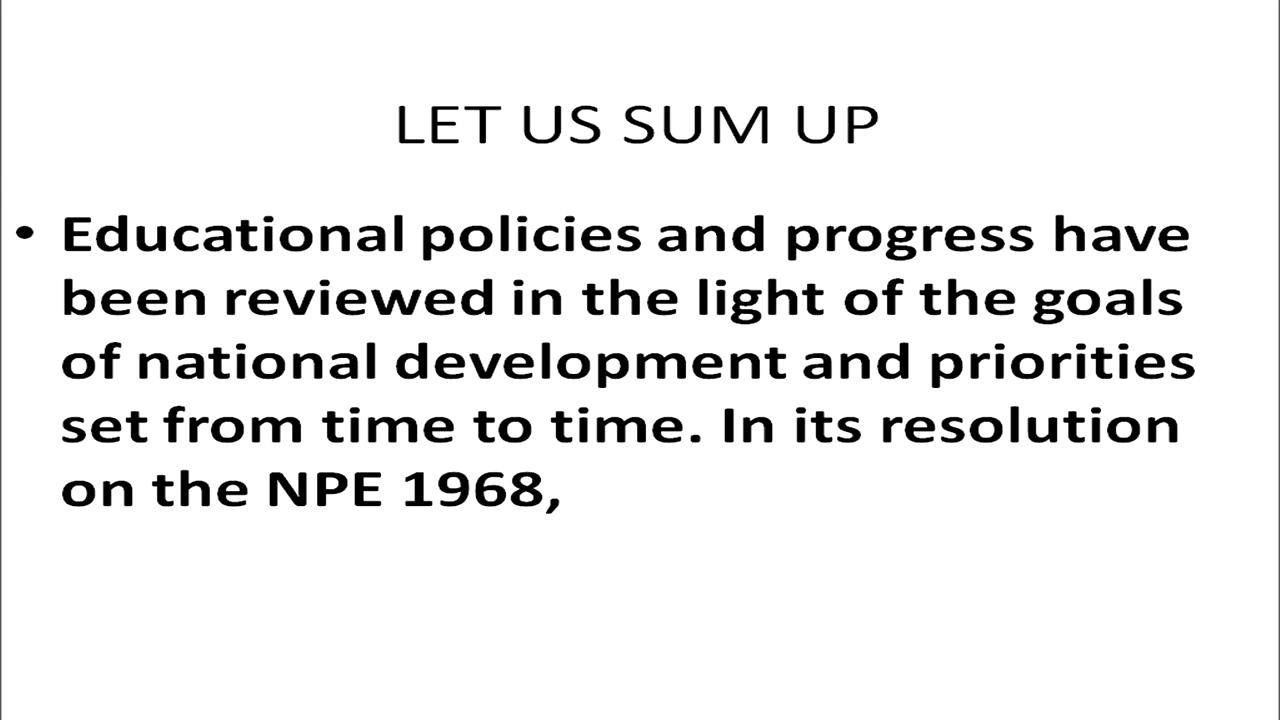 LET US SUM UP
• Educational policies and progress have
been reviewed in the light of the goals
of national development and priorities
set from time to time. In its resolution
on the NPE 1968,